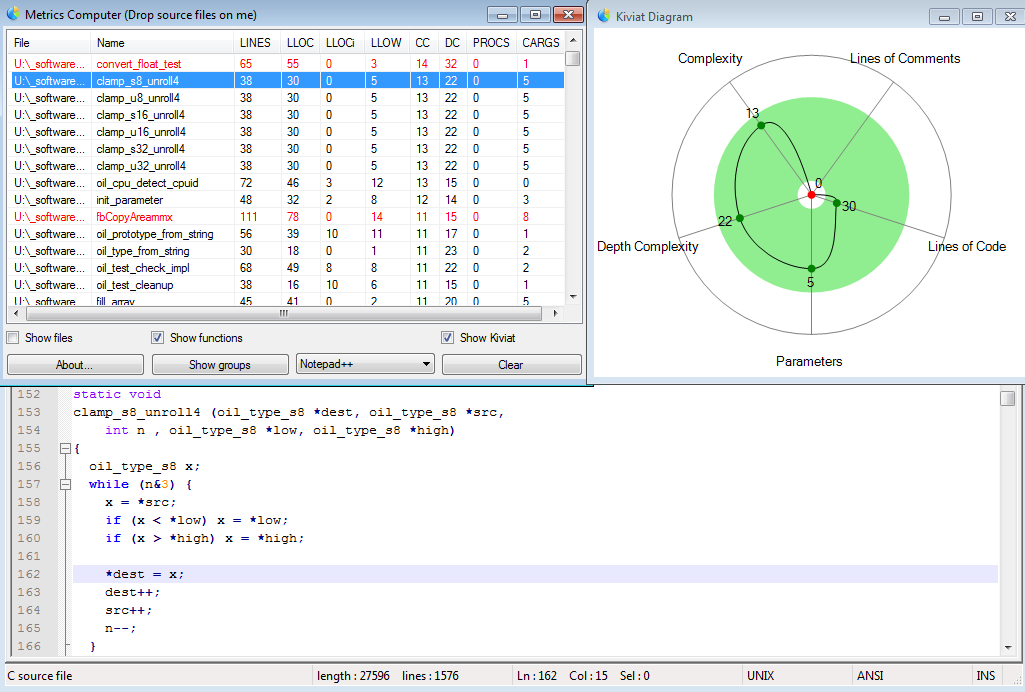 Metrics Computer (Drop source files on me)
File Name LINES LLOC LLOCi LLOW CC DC PROCS CARGS
U:\_software... convert_float_test 65 55 0 3 14 32 0 1
U:\_software... clamp_s8_unroll4 38 30 0 5 13 22 0 5
U:\_software... clamp_u8_unroll4 38 30 0 5 13 22 0 5
U:\_software... clamp_s16_unroll4 38 30 0 5 13 22 0 5
U:\_software... clamp_u16_unroll4 38 30 0 5 13 22 0 5
U:\_software... clamp_s32_unroll4 38 30 0 5 13 22 0 5
U:\_software... clamp_u32_unroll4 38 30 0 5 13 22 0 5
U:\_software... oil_cpu_detect_cpuid 72 46 3 12 13 15 0 0
U:\_software... init_parameter 48 32 2 8 12 14 0 3
U:\_software... fbCopyAreammx 111 78 0 14 11 15 0 8
U:\_software... oil_prototype_from_string 56 39 10 11 11 17 0 1
U:\_software... oil_type_from_string 30 18 0 1 11 23 0 2
U:\_software... oil_test_check_impl 68 49 8 8 11 22 0 2
U:\_software... oil_test_cleanup 38 16 10 6 11 15 0 1
U:\_software... fill_array 45 41 0 2 11 20 0 5
Show files
Show functions
Show Kiviat
About...
Show groups
Notepad++
Clear
Kiviat Diagram
Complexity
Lines of Comments
13
0
30
22
Depth Complexity
Lines of Code
5
Parameters
152 static void
153 clamp_s8_unroll4 (oil_type_s8 *dest, oil_type_s8 *src,
154 int n , oil_type_s8 *low, oil_type_s8 *high)
155 {
156 oil_type_s8 x;
157 while (n&3) {
158 x = *src;
159 if (x < *low) x = *low;
160 if (x > *high) x = *high;
161
162 *dest = x;
163 dest++;
164 src++;
165 n--;
166 }
C source file length : 27596 lines : 1576 Ln : 162 Col : 15 Sel : 0 UNIX ANSI INS